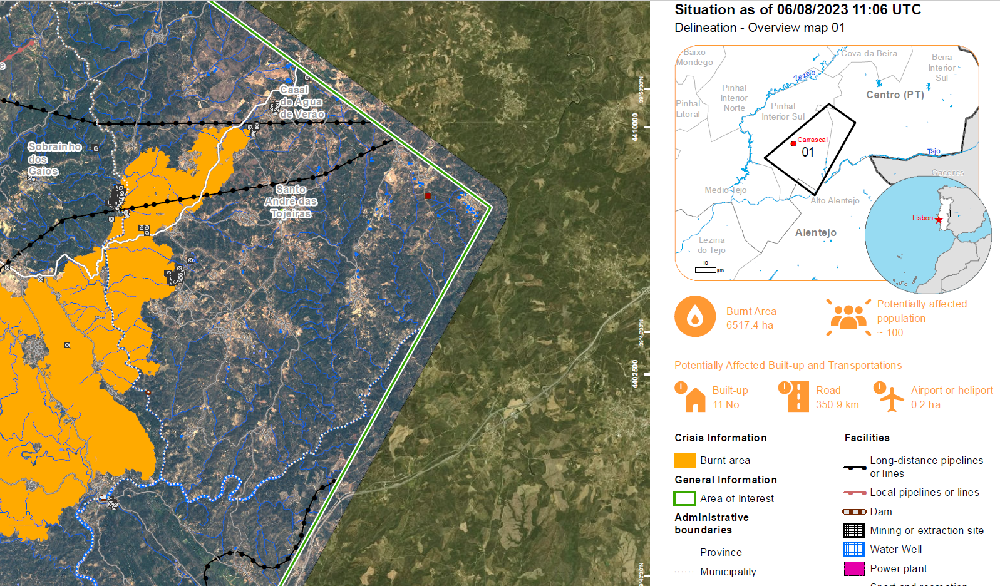 Situation as of 06/08/2023 11:06 UTC
Delineation - Overview map 01
Baixo
Mondego
Cova da Beira
Beira
Interior
Sul
Zezere
Pinhal
Interior
Norte
Centro (PT)
Pinhal
Litoral
Pinhal
Interior Sul
Carrascal
01
Tajo
Caceres
Medio Tejo
Alto Alentejo
Lisbon
Alentejo
Leziria
do Tejo
10
km
Burnt Area
6517.4 ha
Potentially affected
population
~ 100
Potentially Affected Built-up and Transportations
Built-up
11 No.
Road
350.9 km
Airport or heliport
0.2 ha
Crisis Information
Burnt area
General Information
Area of Interest
Administrative
boundaries
Province
Municipality
Facilities
Long-distance pipelines
or lines
Local pipelines or lines
Dam
Mining or extraction site
Water Well
Power plant
Sport and recreation
Casal
de Água
de Verão
Sobrainho
dos
Gaios
Santo
André das
Tojeiras
e
39°50'30"N
4410000
4402500